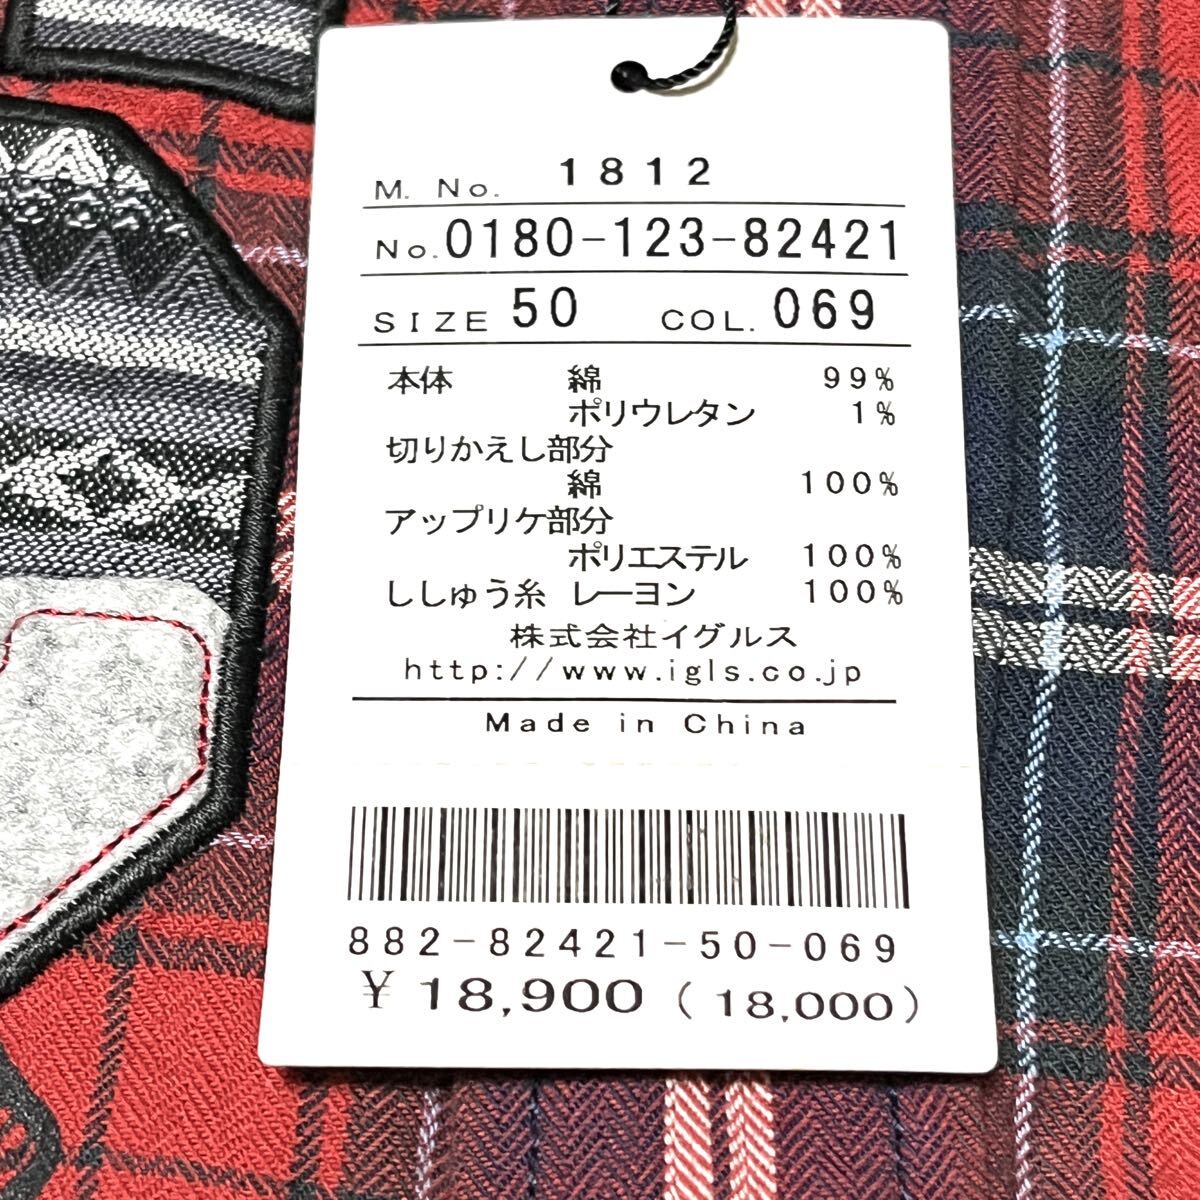 M. No. 1812
No. 0180-123-82421
SIZE 50 COL. 069
本体 綿 99%
ポリウレタン 1%
切りかえし部分
綿 100%
アップリケ部分
ポリエステル 100%
ししゅう糸 レーヨン 100%
株式会社イグルス
http://www.igls.co.jp
Made in China
882-82421-50-069
¥18,900 (18,000)